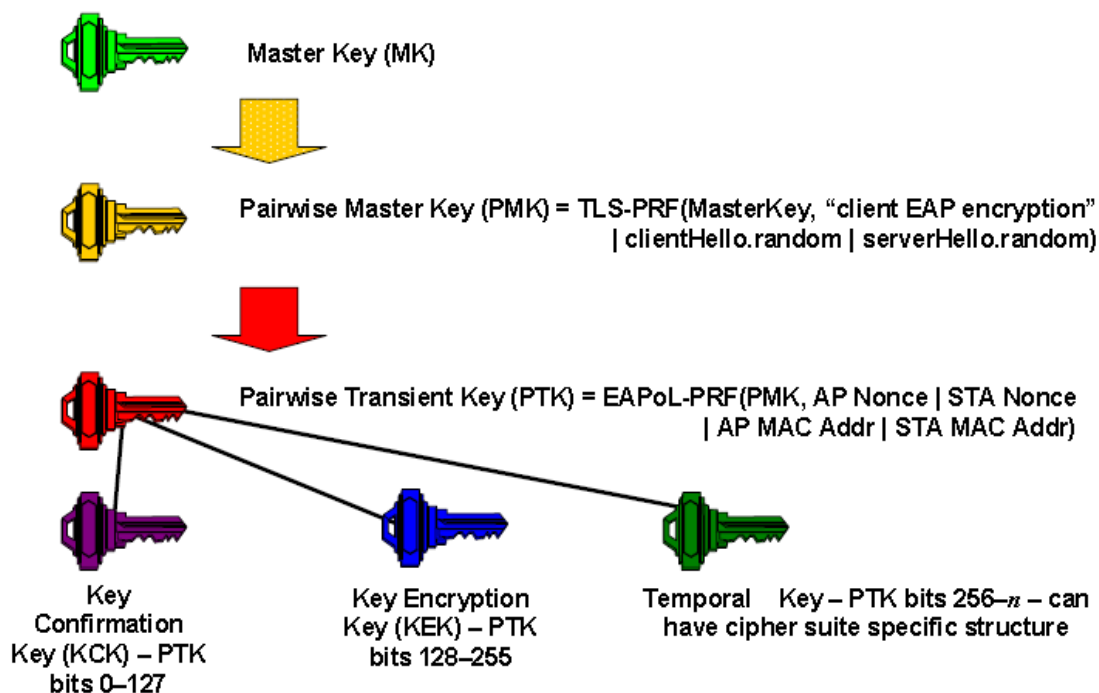 Master Key (MK)
Pairwise Master Key (PMK) = TLS-PRF(MasterKey, “client EAP encryption”
| clientHello.random | serverHello.random)
Pairwise Transient Key (PTK) = EAPoL-PRF(PMK, AP Nonce | STA Nonce
| AP MAC Addr | STA MAC Addr)
Key
Confirmation
Key (KCK) – PTK
bits 0–127
Key Encryption
Key (KEK) – PTK
bits 128–255
Temporal Key – PTK bits 256–n – can
have cipher suite specific structure